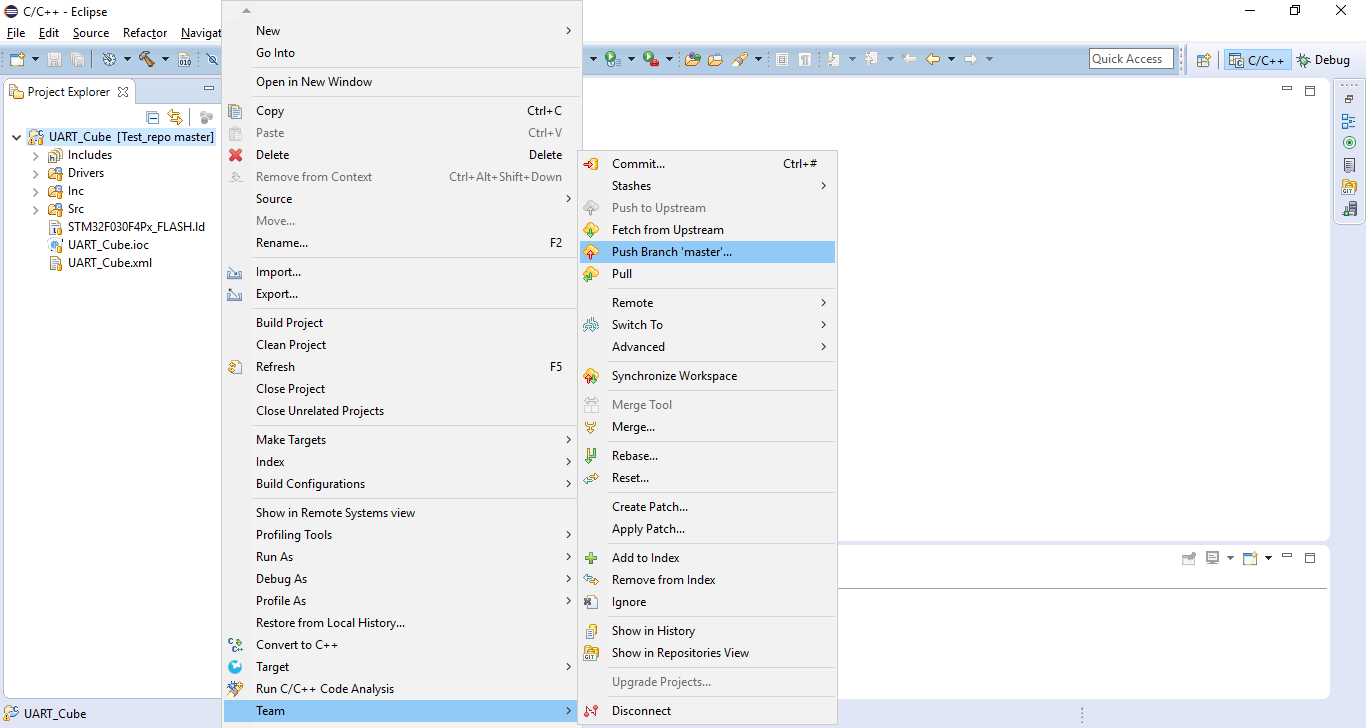 C/C++ - Eclipse
File Edit Source Refactor Navigat
Quick Access
C/C++
Debug
Project Explorer
UART_Cube [Test_repo master]
Includes
Drivers
Inc
Src
STM32F030F4Px_FLASH.ld
UART_Cube.ioc
UART_Cube.xml
New
Go Into
Open in New Window
Copy Ctrl+C
Paste Ctrl+V
Delete Delete
Remove from Context Ctrl+Alt+Shift+Down
Source
Move...
Rename... F2
Import...
Export...
Build Project
Clean Project
Refresh F5
Close Project
Close Unrelated Projects
Make Targets
Index
Build Configurations
Show in Remote Systems view
Profiling Tools
Run As
Debug As
Profile As
Restore from Local History...
Convert to C++
Target
Run C/C++ Code Analysis
Team
Commit... Ctrl+#
Stashes
Push to Upstream
Fetch from Upstream
Push Branch 'master'...
Pull
Remote
Switch To
Advanced
Synchronize Workspace
Merge Tool
Merge...
Rebase...
Reset...
Create Patch...
Apply Patch...
Add to Index
Remove from Index
Ignore
Show in History
Show in Repositories View
Upgrade Projects...
Disconnect
UART_Cube